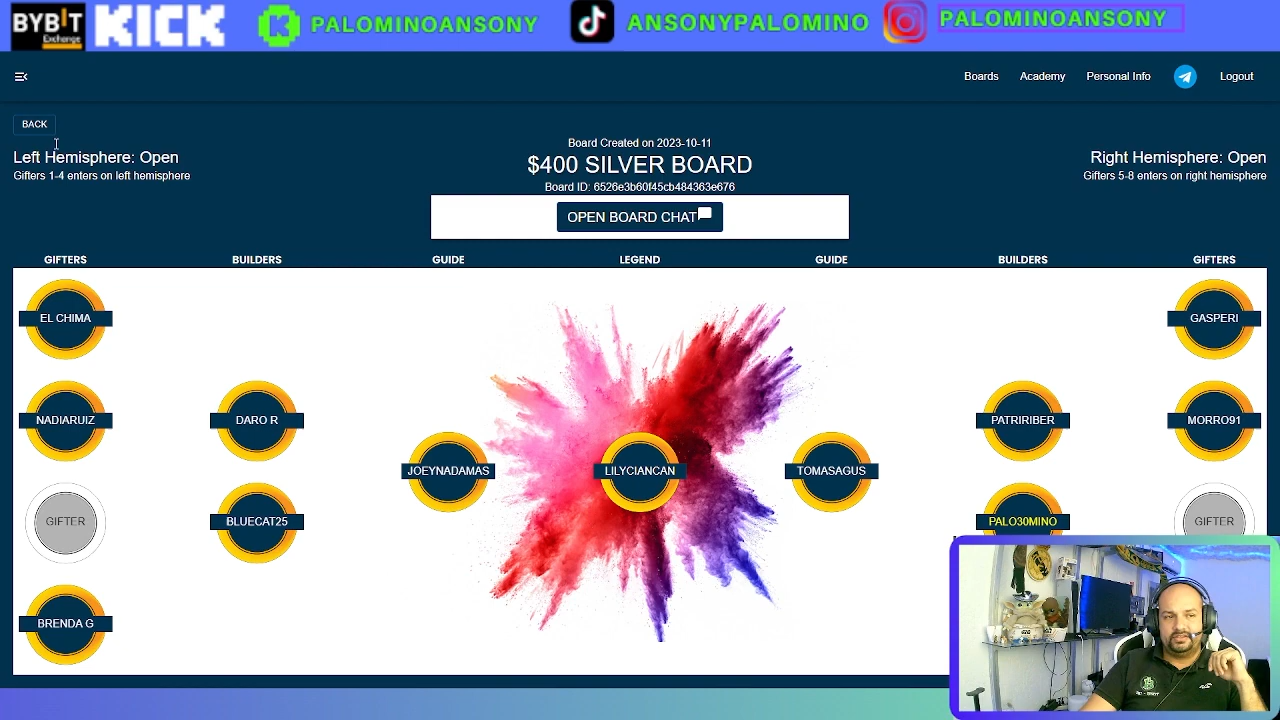 BYBIT
Exchange
KICK
PALOMINOANSONY
ANSONYPALOMINO
PALOMINOANSONY
Boards
Academy
Personal Info
Logout
BACK
Left Hemisphere: Open
Gifters 1-4 enters on left hemisphere
Board Created on 2023-10-11
$400 SILVER BOARD
Board ID: 6526e3b60f45cb484363e676
OPEN BOARD CHAT
Right Hemisphere: Open
Gifters 5-8 enters on right hemisphere
GIFTERS
BUILDERS
GUIDE
LEGEND
GUIDE
BUILDERS
GIFTERS
EL CHIMA
GASPERI
NADIARUIZ
DARO R
PATRIRIBER
MORRO91
JOEYNADAMAS
LILYCIANCAN
TOMASAGUS
GIFTER
BLUECAT25
PALO30MINO
GIFTER
BRENDA G